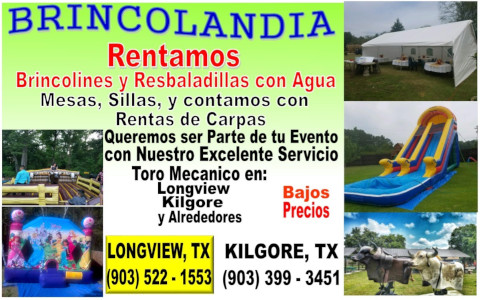 BRINCOLANDIA
Rentamos
Brincolines y Resbaladillas con Agua
Mesas, Sillas, y contamos con
Rentas de Carpas
Queremos ser Parte de tu Evento
con Nuestro Excelente Servicio
Toro Mecanico en:
Longview
Kilgore
y Alrededores
Bajos
Precios
LONGVIEW, TX
(903) 522 - 1553
KILGORE, TX
(903) 399 - 3451